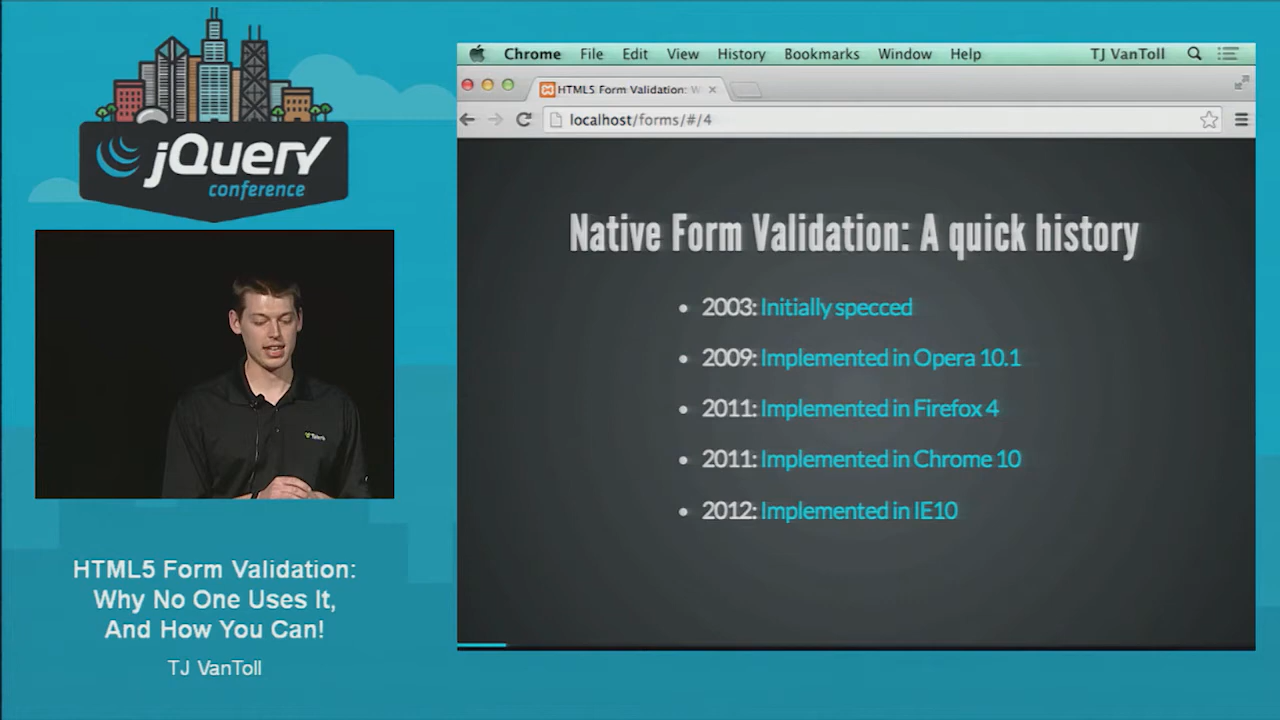 jQuery
conference
HTML5 Form Validation:
Why No One Uses It,
And How You Can!
TJ VanToll
Chrome File Edit View History Bookmarks Window Help TJ VanToll
HTML5 Form Validation: W
localhost/forms/#/4
Native Form Validation: A quick history
2003: Initially specced
2009: Implemented in Opera 10.1
2011: Implemented in Firefox 4
2011: Implemented in Chrome 10
2012: Implemented in IE10